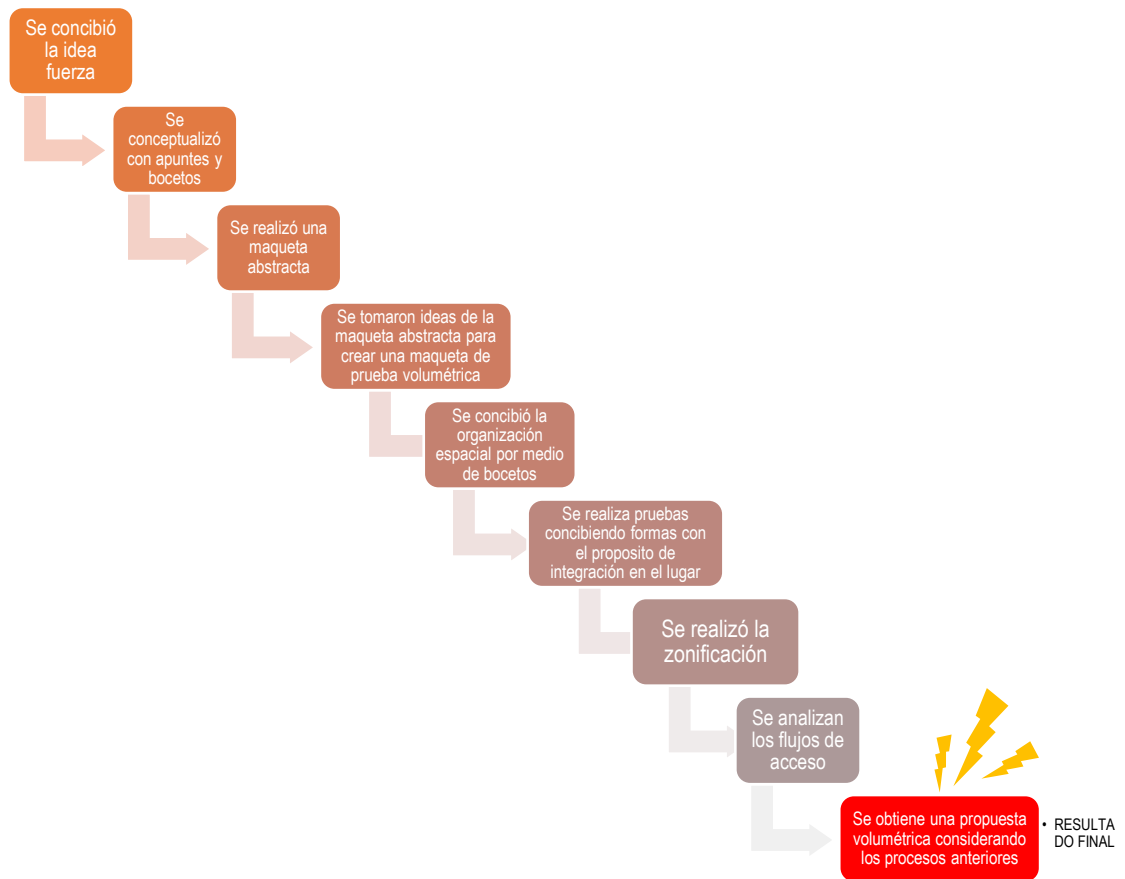 Se concibió
la idea
fuerza
Se
conceptualizó
con apuntes y
bocetos
Se realizó una
maqueta
abstracta
Se tomaron ideas de la
maqueta abstracta para
crear una maqueta de
prueba volumétrica
Se concibió la
organización
espacial por medio
de bocetos
Se realiza pruebas
concibiendo formas con
el proposito de
integración en el lugar
Se realizó la
zonificación
Se analizan
los flujos de
acceso
Se obtiene una propuesta
volumétrica considerando
los procesos anteriores
• RESULTA
DO FINAL